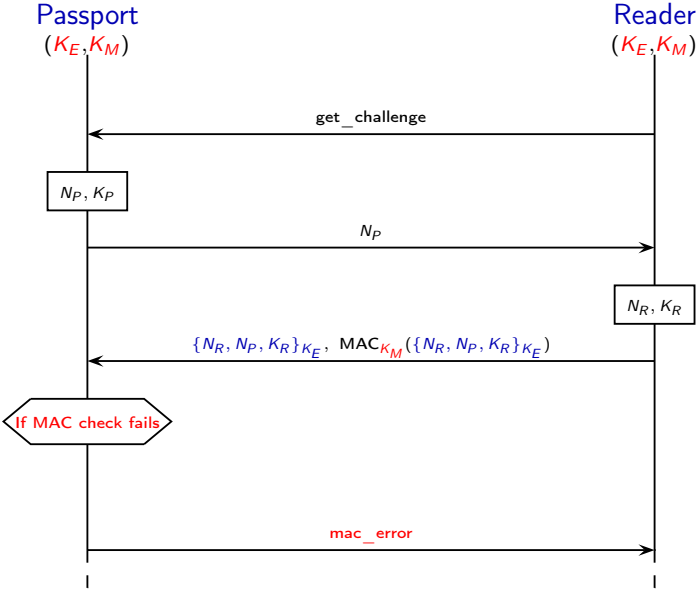 Passport
(K_E,K_M)
Reader
(K_E,K_M)
get_challenge
N_P, K_P
N_P
N_R, K_R
{N_R, N_P, K_R}_{K_E}, MAC_{K_M}({N_R, N_P, K_R}_{K_E})
If MAC check fails
mac_error